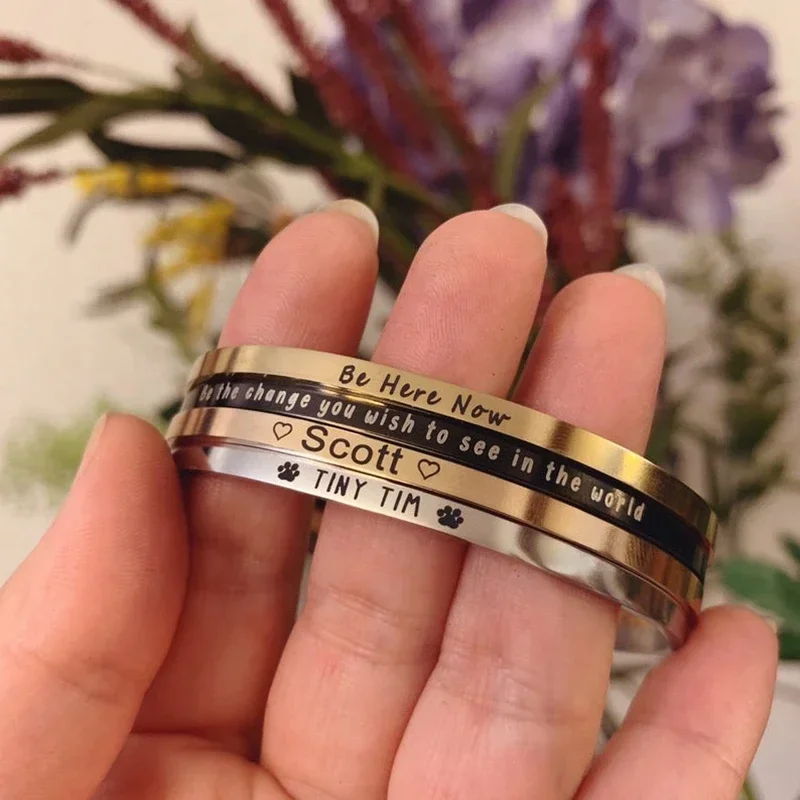 Be Here Now
be the change you wish to see in the world
♡ Scott ♡
🐾 TINY TIM 🐾